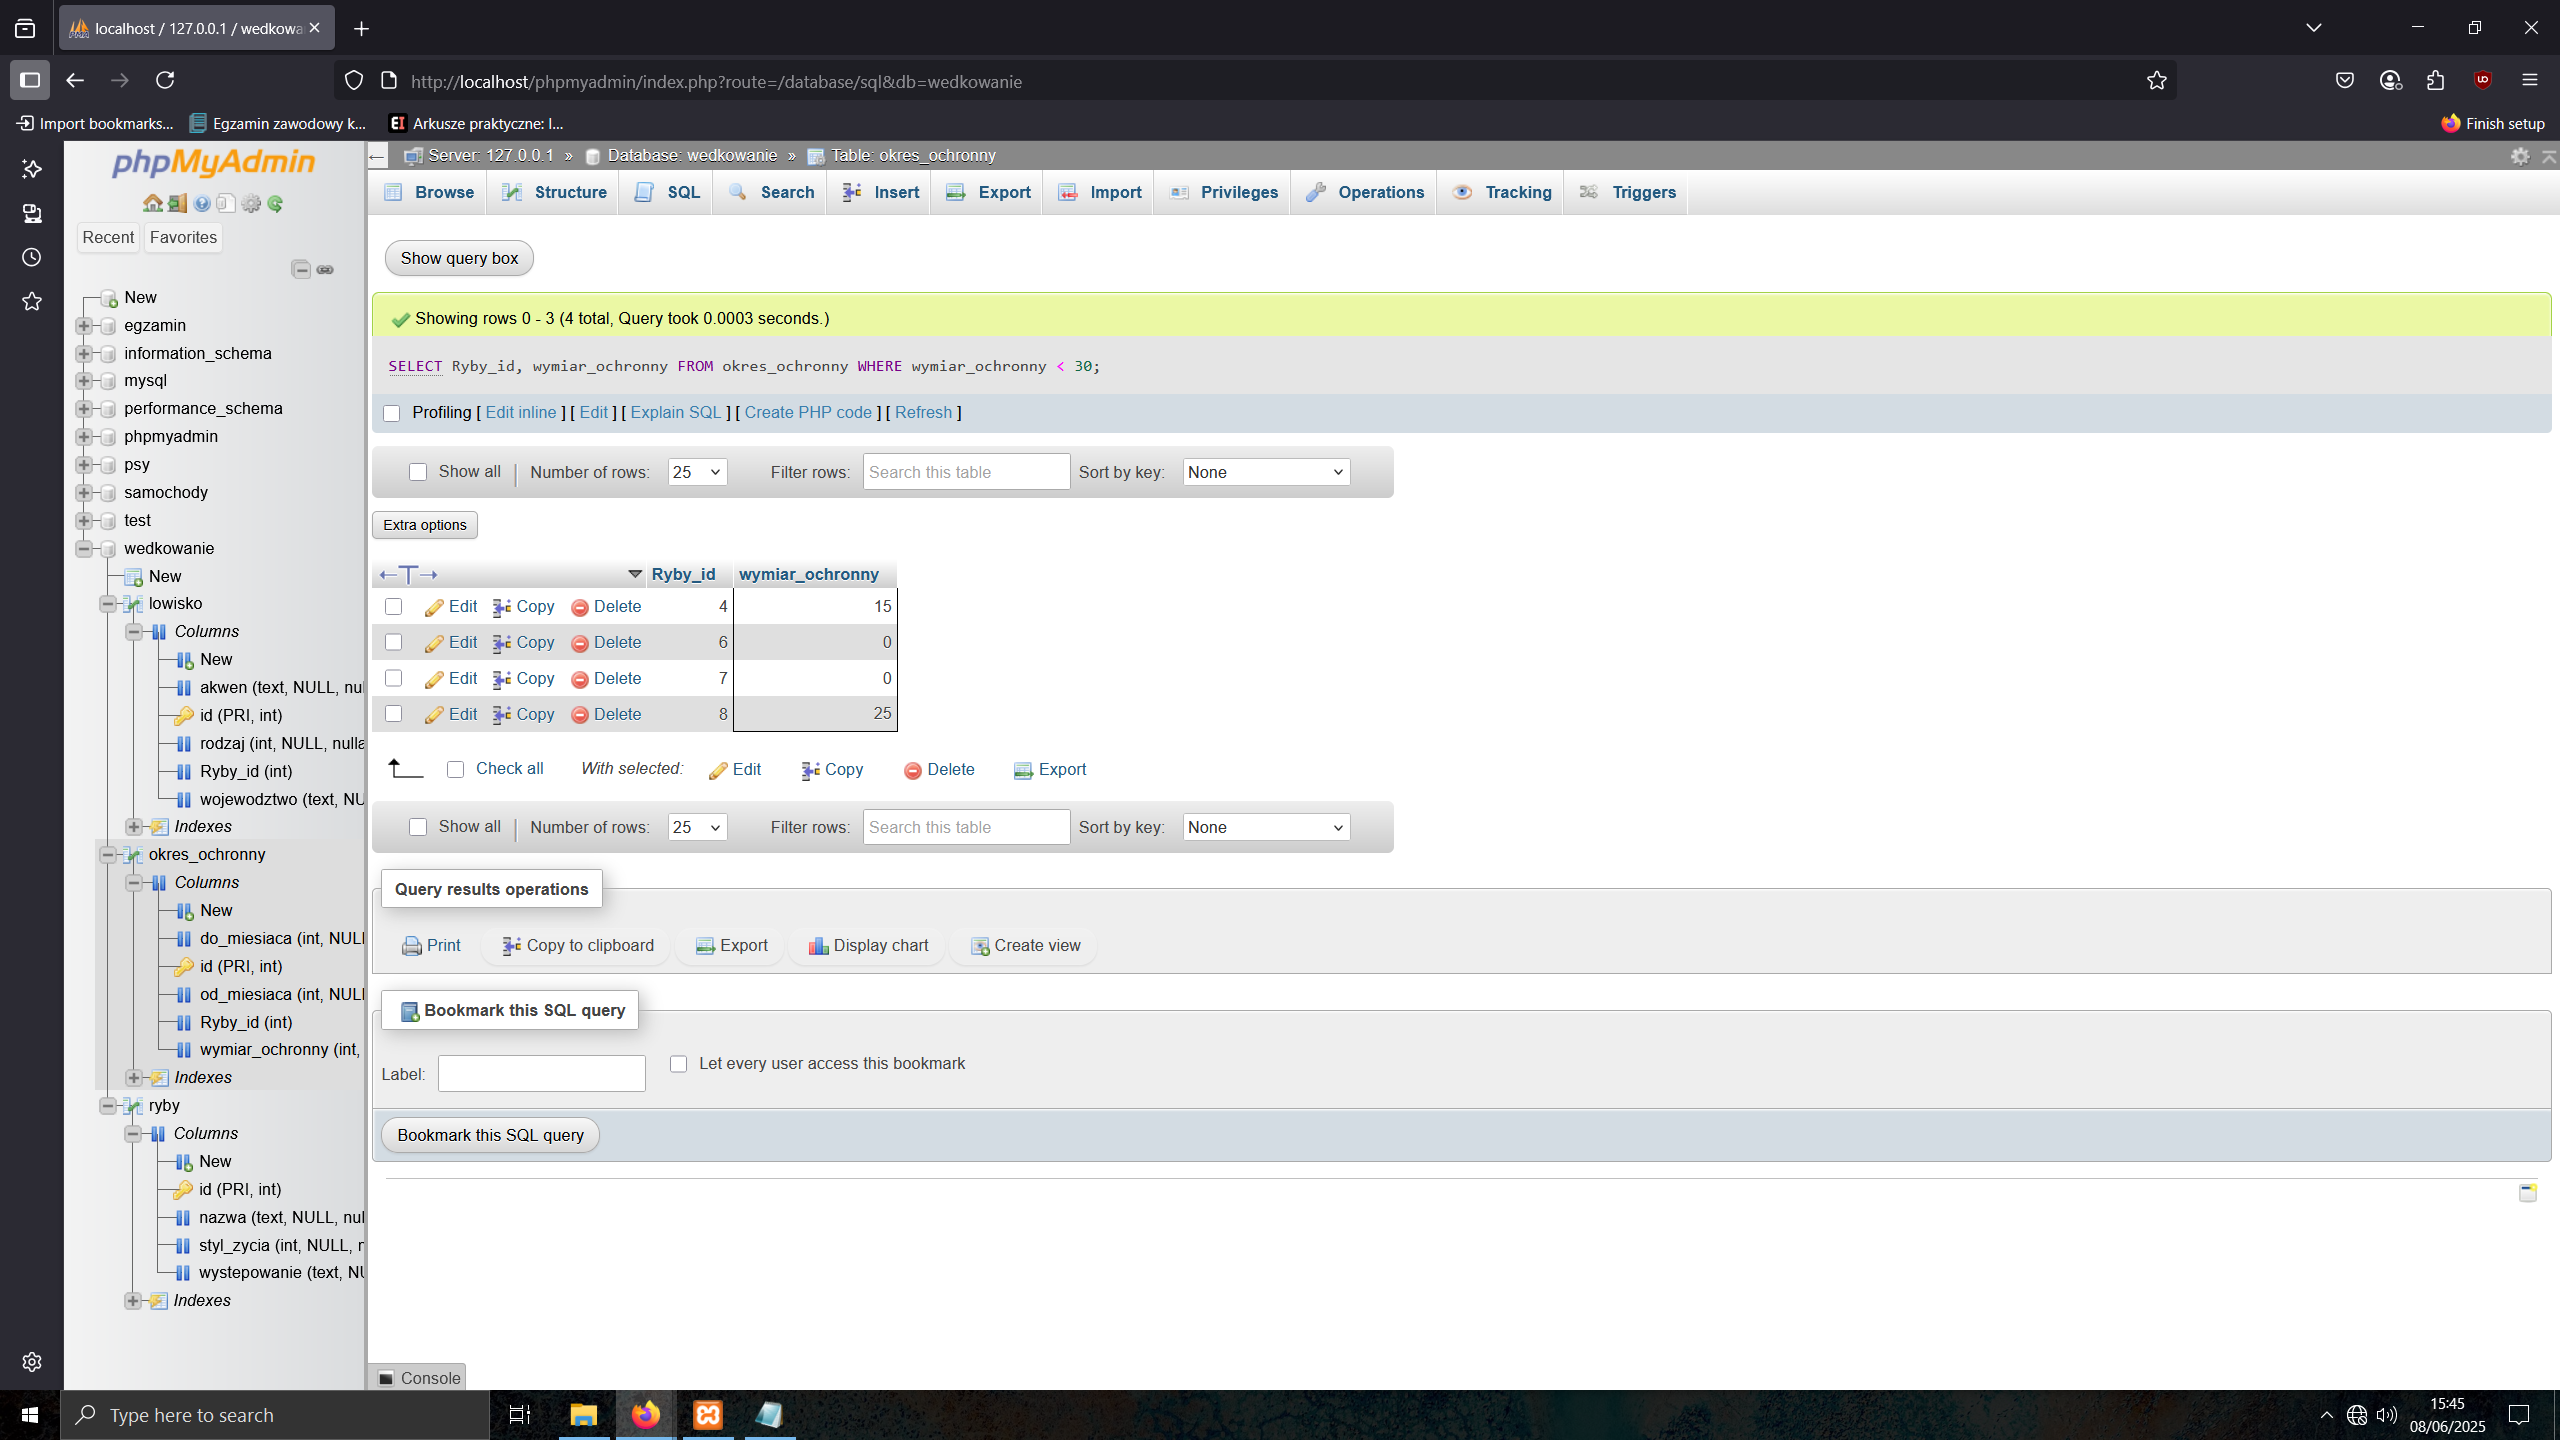 localhost / 127.0.0.1 / wedkowa
http://localhost/phpmyadmin/index.php?route=/database/sql&db=wedkowanie
Import bookmarks... Egzamin zawodowy k... EI Arkusze praktyczne: I... Finish setup
phpMyAdmin
Server: 127.0.0.1 » Database: wedkowanie » Table: okres_ochronny
Browse Structure SQL Search Insert Export Import Privileges Operations Tracking Triggers
Recent Favorites
New
egzamin
information_schema
mysql
performance_schema
phpmyadmin
psy
samochody
test
wedkowanie
New
lowisko
Columns
New
akwen (text, NULL, nul
id (PRI, int)
rodzaj (int, NULL, nulla
Ryby_id (int)
wojewodztwo (text, NU
Indexes
okres_ochronny
Columns
New
do_miesiaca (int, NULL
id (PRI, int)
od_miesiaca (int, NULL
Ryby_id (int)
wymiar_ochronny (int,
Indexes
ryby
Columns
New
id (PRI, int)
nazwa (text, NULL, nul
styl_zycia (int, NULL, n
wystepowanie (text, NU
Indexes
Show query box
Showing rows 0 - 3 (4 total, Query took 0.0003 seconds.)
SELECT Ryby_id, wymiar_ochronny FROM okres_ochronny WHERE wymiar_ochronny < 30;
Profiling [ Edit inline ] [ Edit ] [ Explain SQL ] [ Create PHP code ] [ Refresh ]
Show all | Number of rows: 25 Filter rows: Search this table Sort by key: None
Extra options
Ryby_id wymiar_ochronny
Edit Copy Delete 4 15
Edit Copy Delete 6 0
Edit Copy Delete 7 0
Edit Copy Delete 8 25
Check all With selected: Edit Copy Delete Export
Show all | Number of rows: 25 Filter rows: Search this table Sort by key: None
Query results operations
Print Copy to clipboard Export Display chart Create view
Bookmark this SQL query
Label: Let every user access this bookmark
Bookmark this SQL query
Console
Type here to search
15:45
08/06/2025